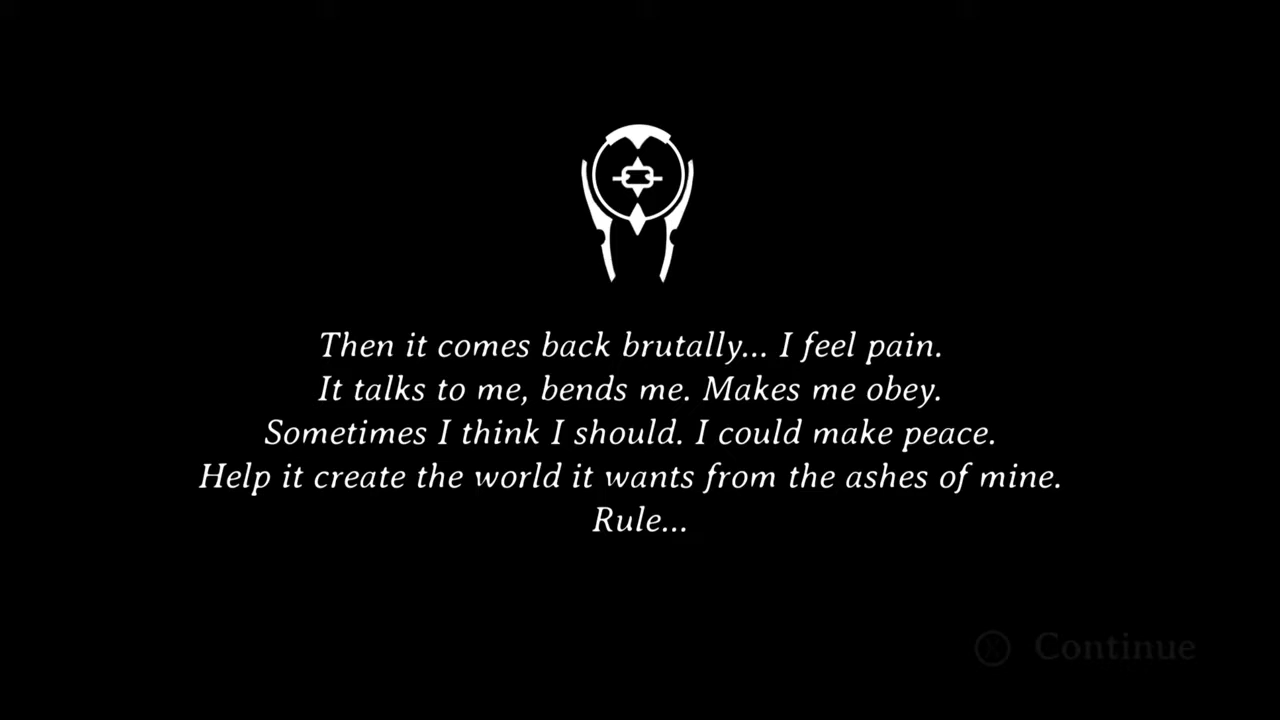 Then it comes back brutally... I feel pain.
It talks to me, bends me. Makes me obey.
Sometimes I think I should. I could make peace.
Help it create the world it wants from the ashes of mine.
Rule...
Continue